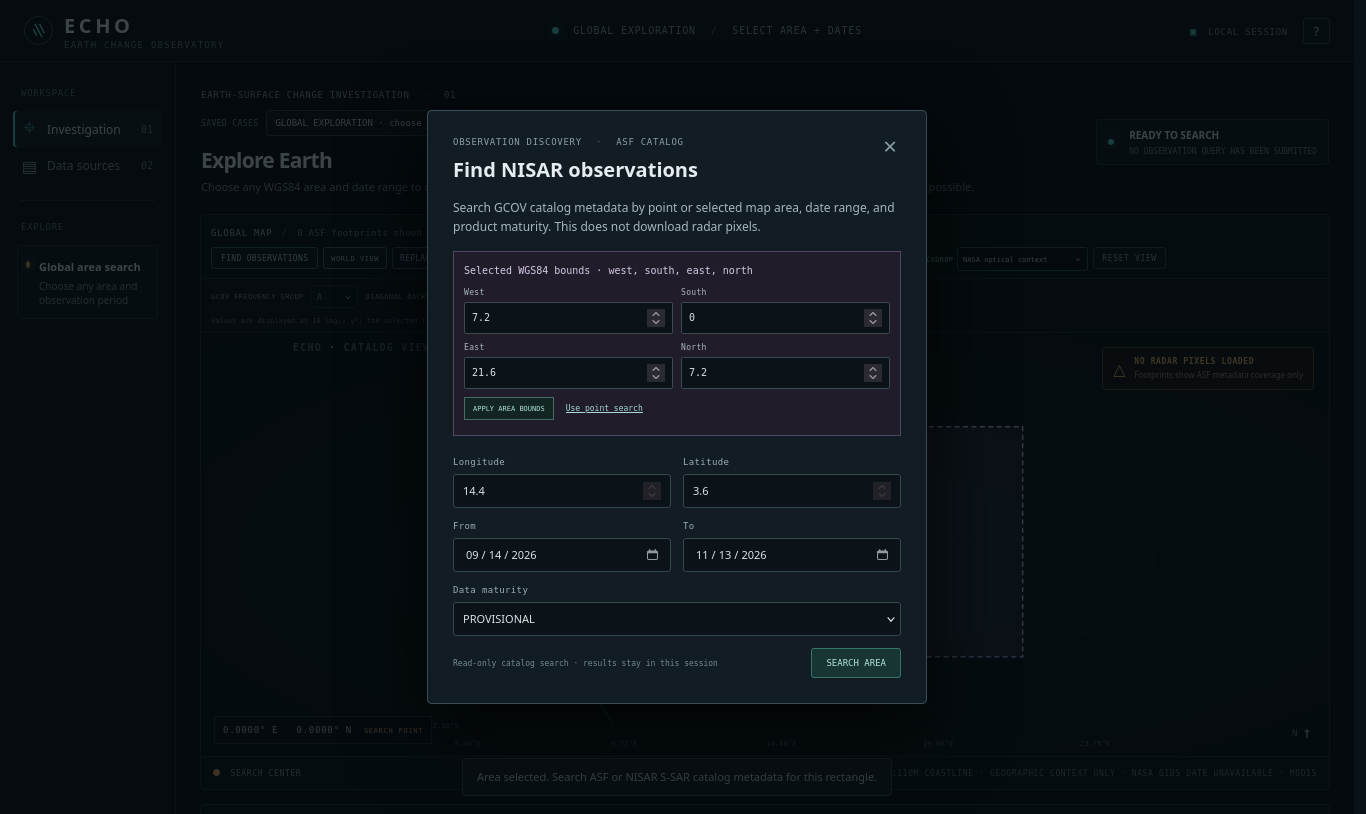 ECHO
EARTH CHANGE OBSERVATORY
GLOBAL EXPLORATION / SELECT AREA + DATES
LOCAL SESSION
?
WORKSPACE
Investigation 01
Data sources 02
EXPLORE
Global area search
Choose any area and
observation period
EARTH-SURFACE CHANGE INVESTIGATION · 01
SAVED CASES
GLOBAL EXPLORATION · choose
Explore Earth
Choose any WGS84 area and date range to
possible.
READY TO SEARCH
NO OBSERVATION QUERY HAS BEEN SUBMITTED
GLOBAL MAP / 0 ASF footprints shown
FIND OBSERVATIONS
WORLD VIEW
NASA optical context
RESET VIEW
GCOV FREQUENCY GROUP
A
ECHO · CATALOG VIEW
NO RADAR PIXELS LOADED
Footprints show ASF metadata coverage only
OBSERVATION DISCOVERY · ASF CATALOG
Find NISAR observations
Search GCOV catalog metadata by point or selected map area, date range, and
product maturity. This does not download radar pixels.
Selected WGS84 bounds · west, south, east, north
West
South
7.2
0
East
North
21.6
7.2
APPLY AREA BOUNDS
Use point search
Longitude
Latitude
14.4
3.6
From
To
09 / 14 / 2026
11 / 13 / 2026
Data maturity
PROVISIONAL
Read-only catalog search · results stay in this session
SEARCH AREA
0.0000° E 0.0000° N SEARCH POINT
N
SEARCH CENTER
Area selected. Search ASF or NISAR S-SAR catalog metadata for this rectangle.
:110M COASTLINE · GEOGRAPHIC CONTEXT ONLY · NASA GIBS DATE UNAVAILABLE · MODIS